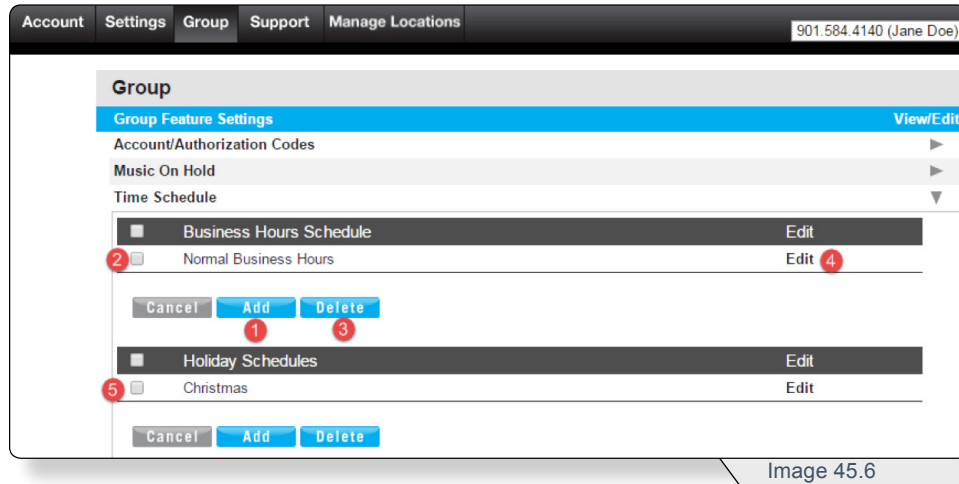 Account Settings Group Support Manage Locations
901.584.4140 (Jane Doe)
Group
Group Feature Settings View/Edit
Account/Authorization Codes
Music On Hold
Time Schedule
Business Hours Schedule Edit
2 Normal Business Hours Edit 4
Cancel Add Delete
1 3
Holiday Schedules Edit
5 Christmas Edit
Cancel Add Delete
Image 45.6